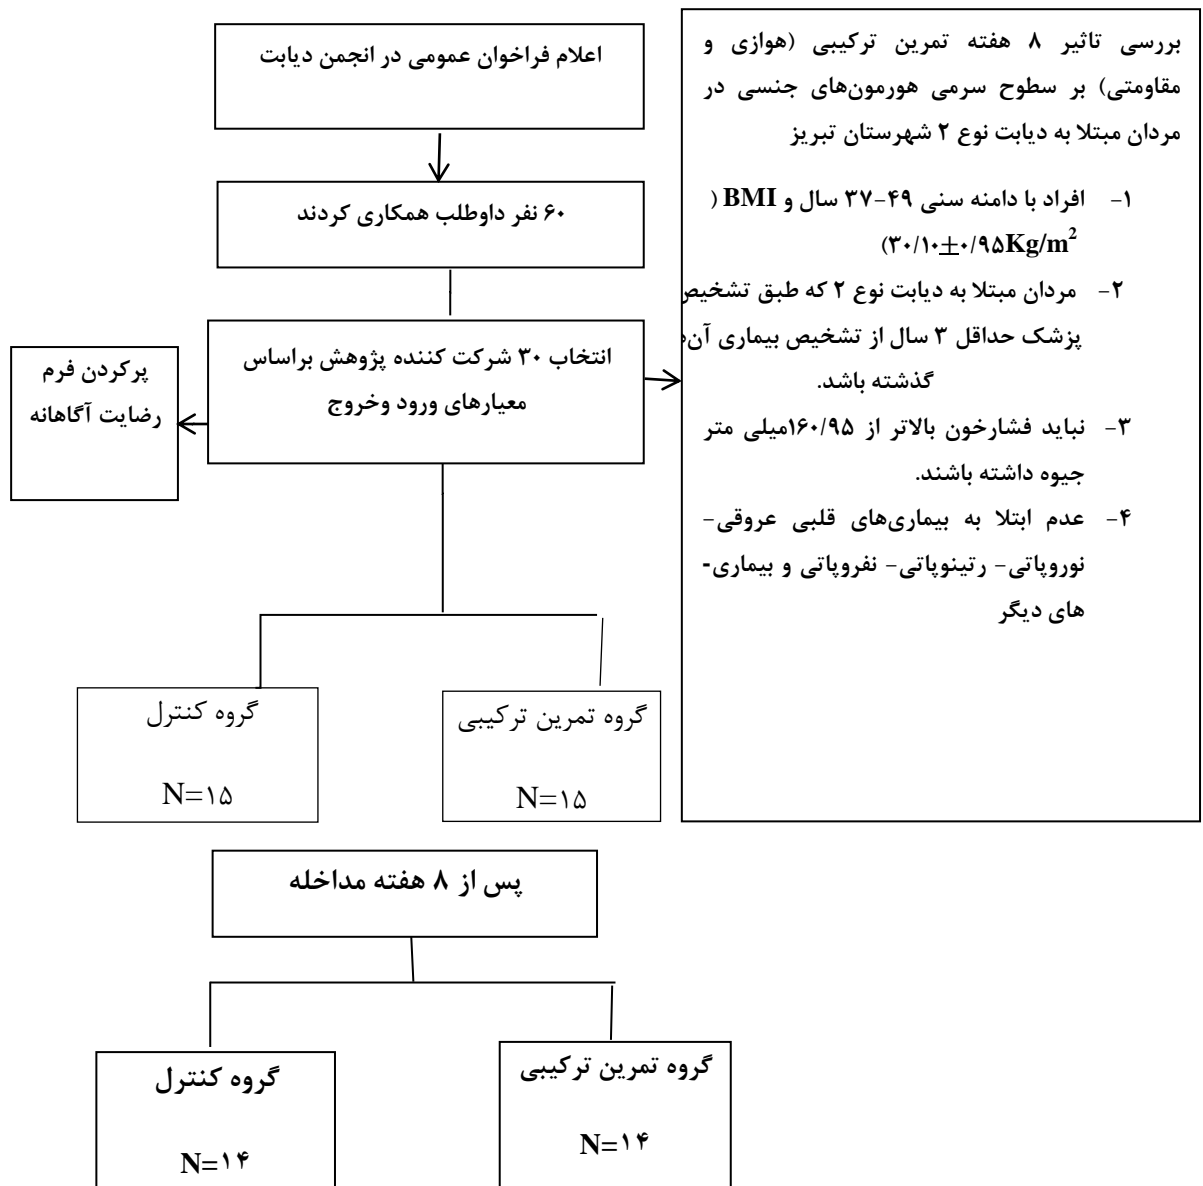 اعلام فراخوان عمومی در انجمن دیابت
۶۰ نفر داوطلب همکاری کردند
انتخاب ۳۰ شرکت کننده پژوهش براساس
معیارهای ورود وخروج
پرکردن فرم
رضایت آگاهانه
بررسی تاثیر ۸ هفته تمرین ترکیبی (هوازی و
مقاومتی) بر سطوح سرمی هورمون‌های جنسی در
مردان مبتلا به دیابت نوع ۲ شهرستان تبریز
۱- افراد با دامنه سنی ۴۹-۳۷ سال و BMI (
۳۰/۱۰±۰/۹۵Kg/m²)
۲- مردان مبتلا به دیابت نوع ۲ که طبق تشخیص
پزشک حداقل ۳ سال از تشخیص بیماری
گذشته باشد.
۳- نباید فشارخون بالاتر از ۱۶۰/۹۵میلی متر
جیوه داشته باشند.
۴- عدم ابتلا به بیماری‌های قلبی عروقی-
نوروپاتی- رتینوپاتی- نفروپاتی و بیماری-
های دیگر
گروه تمرین ترکیبی
N=۱۵
گروه کنترل
N=۱۵
پس از ۸ هفته مداخله
گروه تمرین ترکیبی
N=۱۴
گروه کنترل
N=۱۴